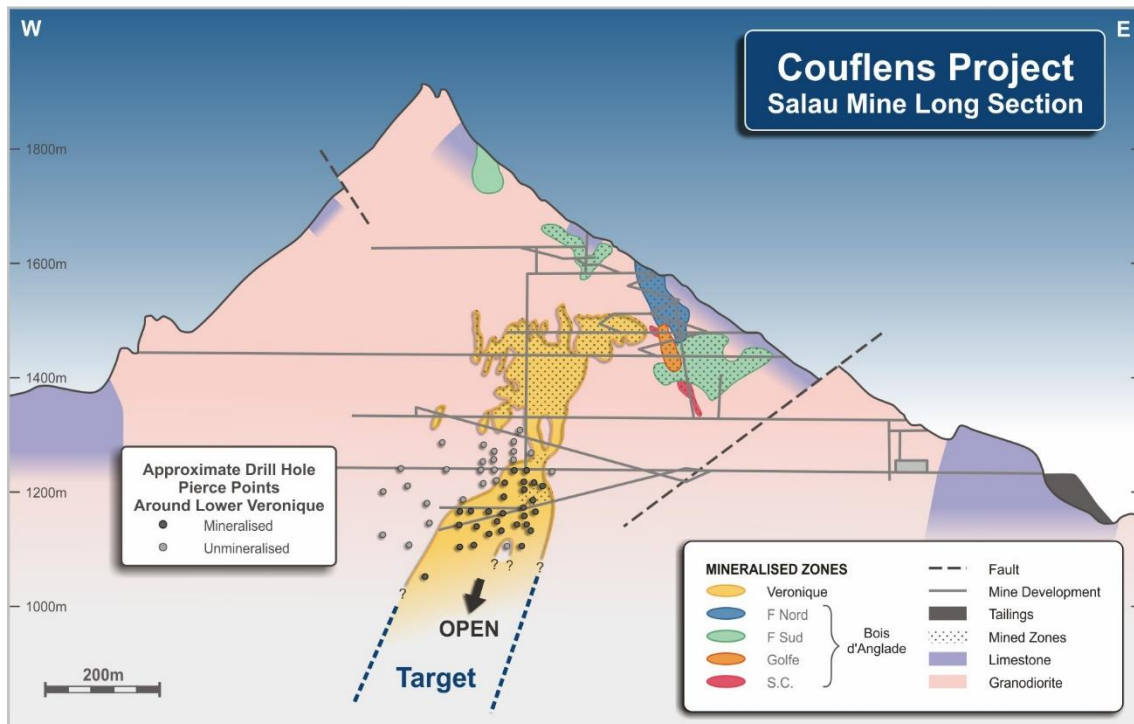 W
E
Couflens Project
Salau Mine Long Section
1800m
1600m
1400m
1200m
1000m
Approximate Drill Hole
Pierce Points
Around Lower Veronique
Mineralised
Unmineralised
?
? ?
?
OPEN
Target
200m
MINERALISED ZONES
Veronique
F Nord
F Sud
Golfe
S.C.
Bois
d'Anglade
Fault
Mine Development
Tailings
Mined Zones
Limestone
Granodiorite